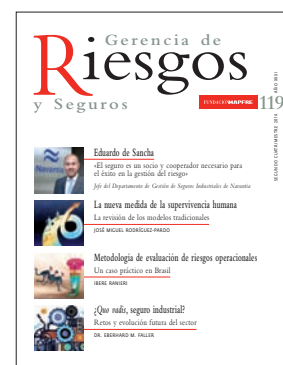 Gerencia de
Riesgos
y Seguros
FUNDACIÓN MAPFRE
119
SEGUNDO CUATRIMESTRE 2014 AÑO XXXI
Navantia
Eduardo de Sancha
«El seguro es un socio y cooperador necesario para
el éxito en la gestión del riesgo»
Jefe del Departamento de Gestión de Seguros Industriales de Navantia
La nueva medida de la supervivencia humana
La revisión de los modelos tradicionales
JOSÉ MIGUEL RODRÍGUEZ-PARDO
Metodología de evaluación de riesgos operacionales
Un caso práctico en Brasil
IBERE RANIERI
¿Quo vadis, seguro industrial?
Retos y evolución futura del sector
DR. EBERHARD M. FALLER